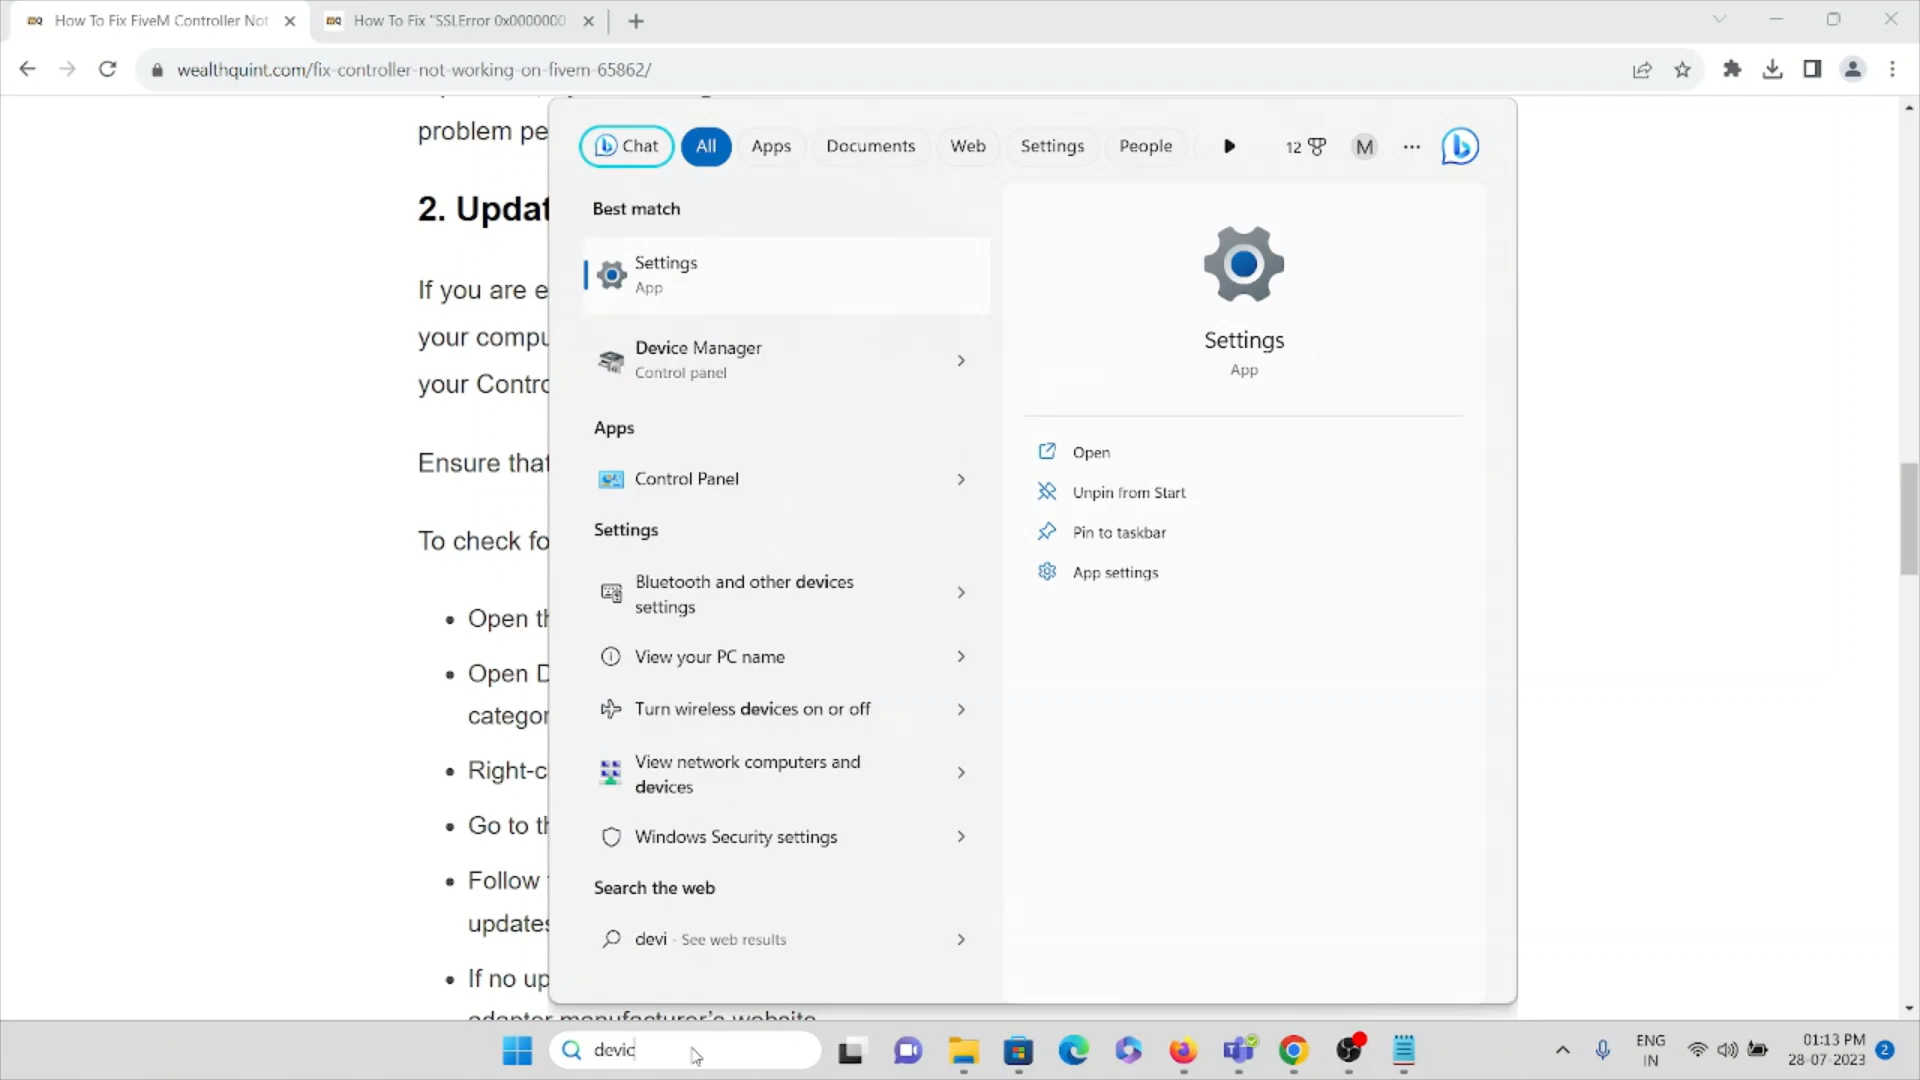 How To Fix FiveM Controller Not
How To Fix "SSLError 0x0000000
wealthquint.com/fix-controller-not-working-on-fivem-65862/
problem pe
2. Updat
If you are e
your compu
your Contro
Ensure that
To check fo
Open th
Open D
categor
Right-c
Go to th
Follow
updates
If no up
adapter manufacturer's website
Chat
All
Apps
Documents
Web
Settings
People
12
M
Best match
Settings
App
Device Manager
Control panel
Apps
Control Panel
Settings
Bluetooth and other devices
settings
View your PC name
Turn wireless devices on or off
View network computers and
devices
Windows Security settings
Search the web
devi - See web results
Settings
App
Open
Unpin from Start
Pin to taskbar
App settings
devic
ENG
IN
01:13 PM
28-07-2023
2